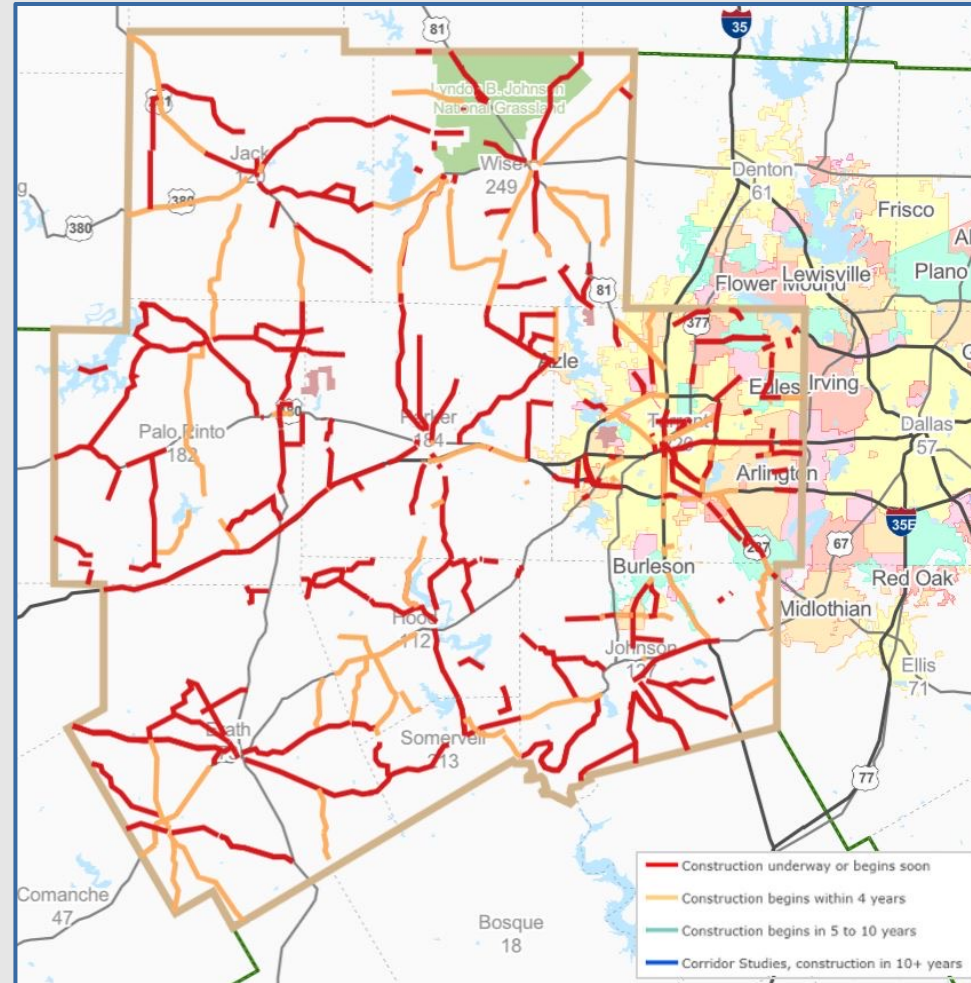 81
35
Lyndon B. Johnson
National Grassland
Jack
Wise
249
Denton
61
380
380
Frisco
Plano
Lewisville
Flower Mound
81
377
Azle
Irving
Parker
184
Palo Pinto
182
Dallas
57
Arlington
35E
67
287
Burleson
Red Oak
Midlothian
Hood
112
Johnson
Ellis
71
Erath
Somervell
213
77
Comanche
47
Bosque
18
Construction underway or begins soon
Construction begins within 4 years
Construction begins in 5 to 10 years
Corridor Studies, construction in 10+ years